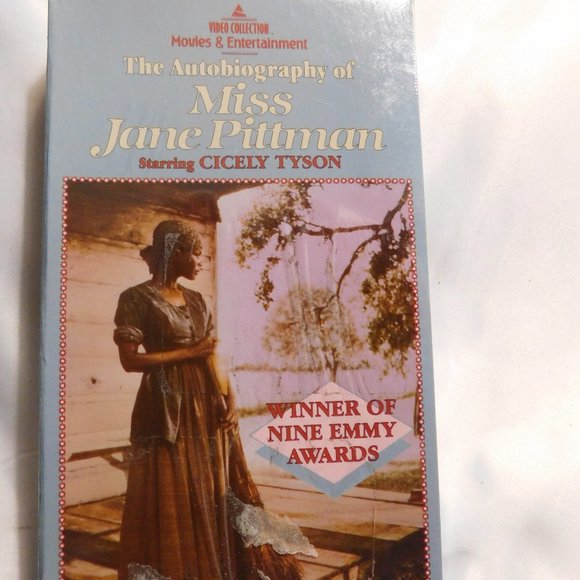 VIDEO COLLECTION
Movies & Entertainment
The Autobiography of
Miss
Jane Pittman
Starring CICELY TYSON
WINNER OF
NINE EMMY
AWARDS